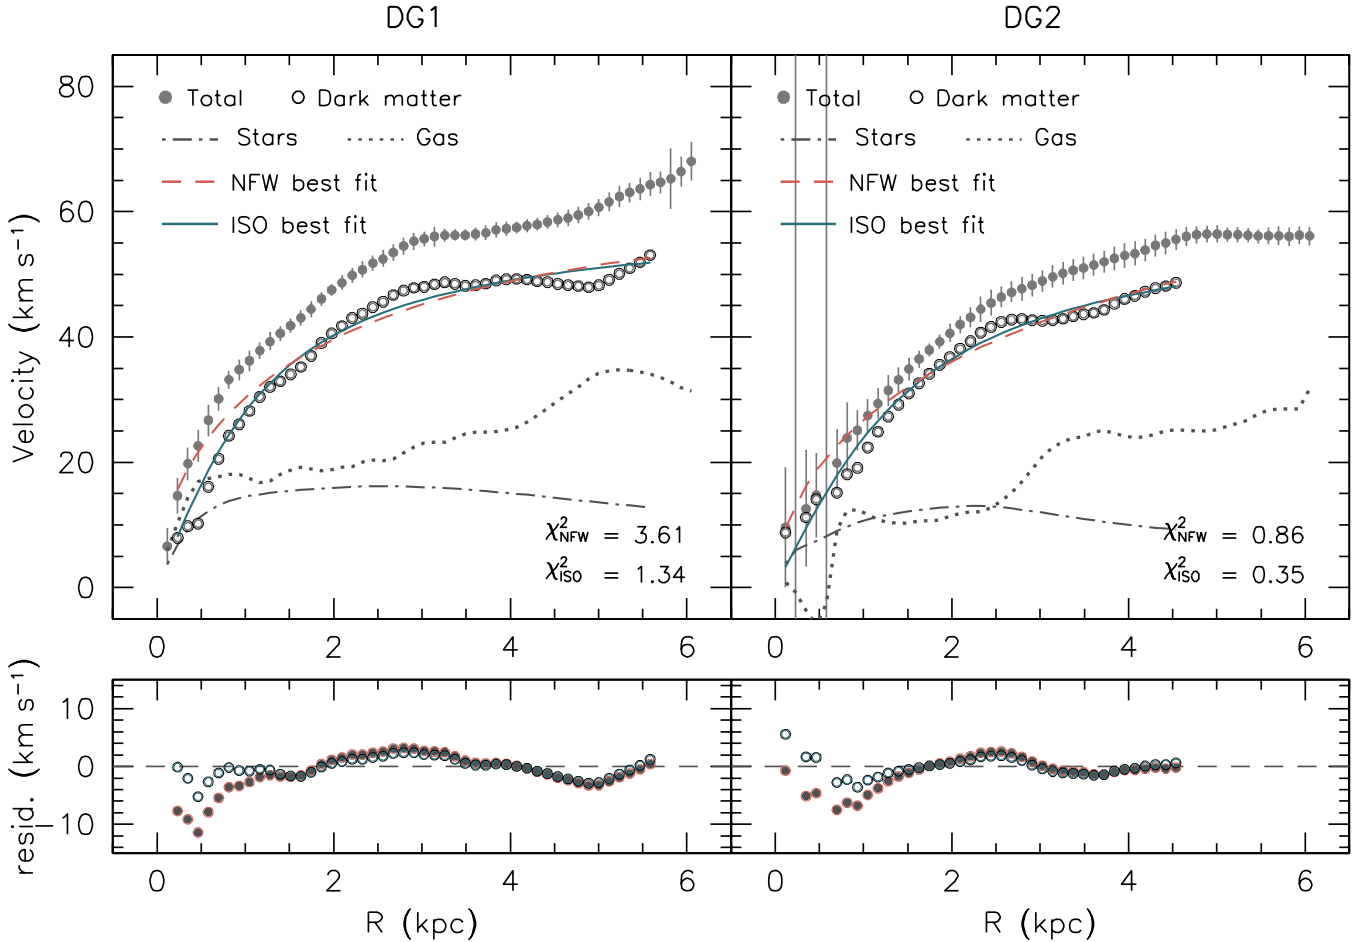 DG1 DG2
80 Total Dark matter Total Dark matter
Stars Gas Stars Gas
NFW best fit NFW best fit
60 ISO best fit ISO best fit
Velocity (km s⁻¹)
40
20
χ²NFW = 3.61 χ²NFW = 0.86
0 χ²ISO = 1.34 χ²ISO = 0.35
0 2 4 6 0 2 4 6
resid. (km s⁻¹)
10
0
−10
0 2 4 6 0 2 4 6
R (kpc) R (kpc)